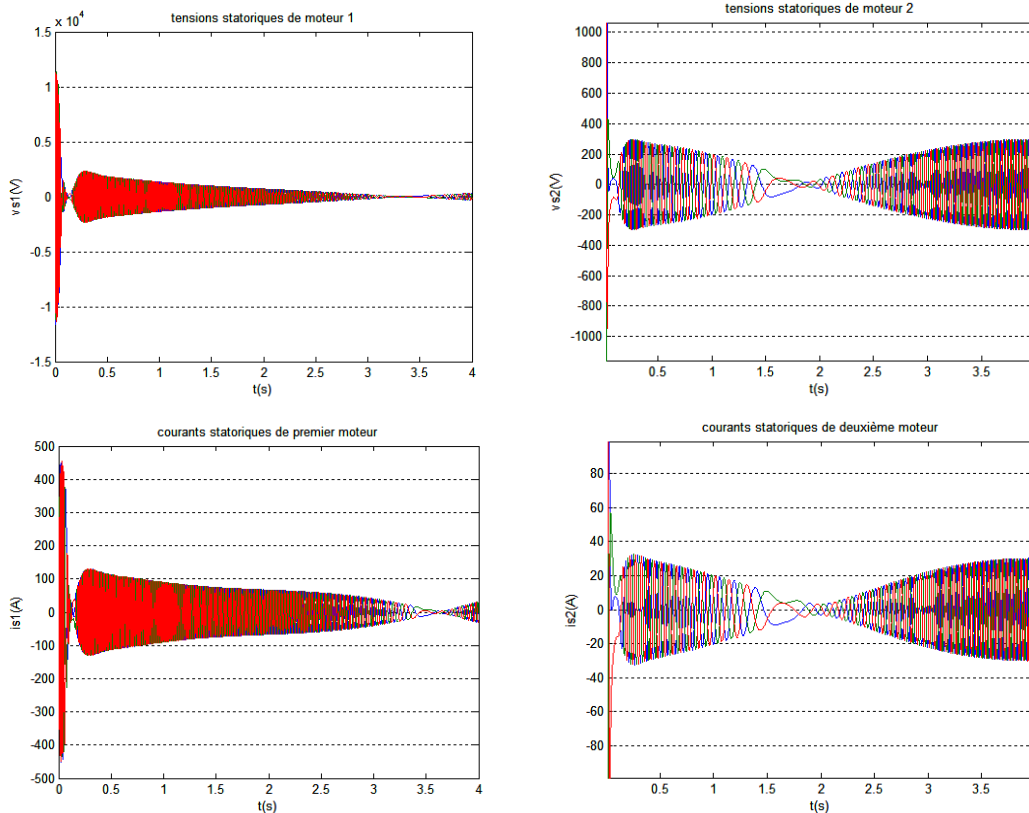 tensions statoriques de moteur 1
x 10^4
1.5
1
0.5
0
-0.5
-1
-1.5
vs1(V)
0 0.5 1 1.5 2 2.5 3 3.5 4
t(s)
tensions statoriques de moteur 2
1000
800
600
400
200
0
-200
-400
-600
-800
-1000
vs2(V)
0.5 1 1.5 2 2.5 3 3.5
t(s)
courants statoriques de premier moteur
500
400
300
200
100
0
-100
-200
-300
-400
-500
is1(A)
0 0.5 1 1.5 2 2.5 3 3.5 4
t(s)
courants statoriques de deuxième moteur
80
60
40
20
0
-20
-40
-60
-80
is2(A)
0.5 1 1.5 2 2.5 3 3.5
t(s)